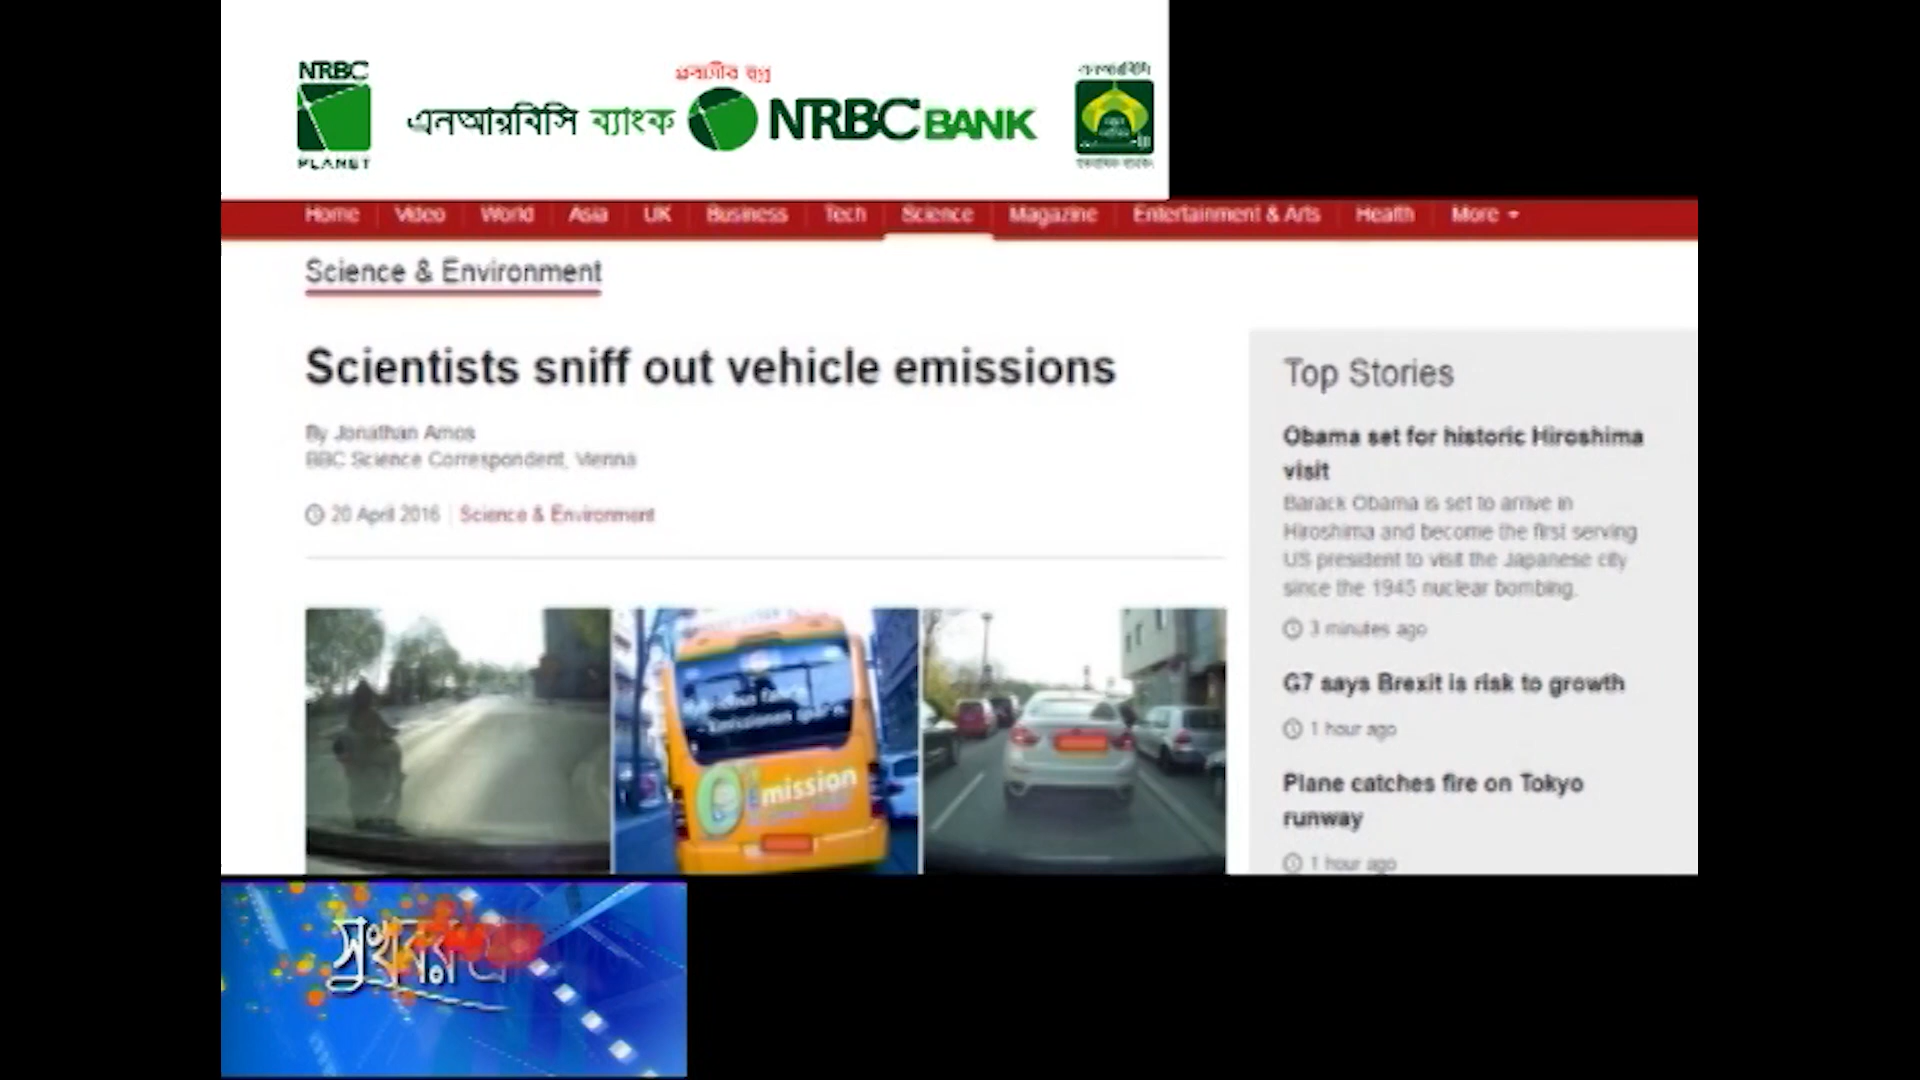 NRBC
PLANET
এনআরবিসি ব্যাংক
NRBC BANK
Home Video World Asia UK Business Tech Science Magazine Entertainment & Arts Health More
Science & Environment
Scientists sniff out vehicle emissions
By Jonathan Amos
BBC Science Correspondent, Vienna
20 April 2016 Science & Environment
mission
Top Stories
Obama set for historic Hiroshima
visit
Barack Obama is set to arrive in
Hiroshima and become the first serving
US president to visit the Japanese city
since the 1945 nuclear bombing.
3 minutes ago
G7 says Brexit is risk to growth
1 hour ago
Plane catches fire on Tokyo
runway
1 hour ago